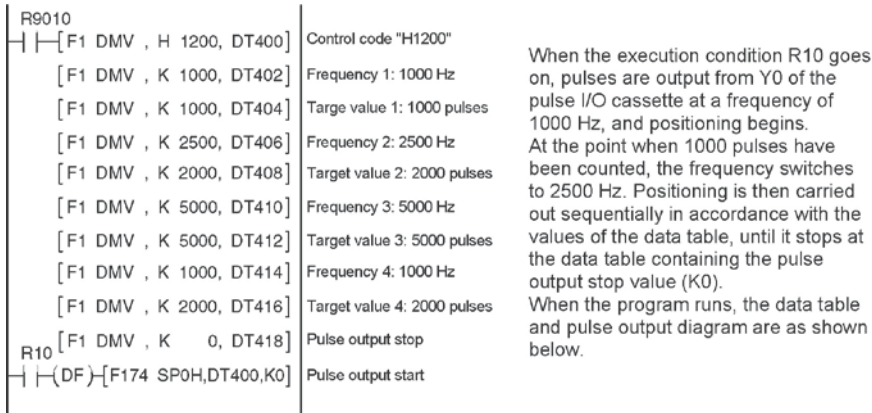 R9010
[F1 DMV , H 1200, DT400] Control code "H1200"
[F1 DMV , K 1000, DT402] Frequency 1: 1000 Hz
[F1 DMV , K 1000, DT404] Targe value 1: 1000 pulses
[F1 DMV , K 2500, DT406] Frequency 2: 2500 Hz
[F1 DMV , K 2000, DT408] Target value 2: 2000 pulses
[F1 DMV , K 5000, DT410] Frequency 3: 5000 Hz
[F1 DMV , K 5000, DT412] Target value 3: 5000 pulses
[F1 DMV , K 1000, DT414] Frequency 4: 1000 Hz
[F1 DMV , K 2000, DT416] Target value 4: 2000 pulses
[F1 DMV , K 0, DT418] Pulse output stop
R10
(DF) [F174 SP0H,DT400,K0] Pulse output start
When the execution condition R10 goes
on, pulses are output from Y0 of the
pulse I/O cassette at a frequency of
1000 Hz, and positioning begins.
At the point when 1000 pulses have
been counted, the frequency switches
to 2500 Hz. Positioning is then carried
out sequentially in accordance with the
values of the data table, until it stops at
the data table containing the pulse
output stop value (K0).
When the program runs, the data table
and pulse output diagram are as shown
below.